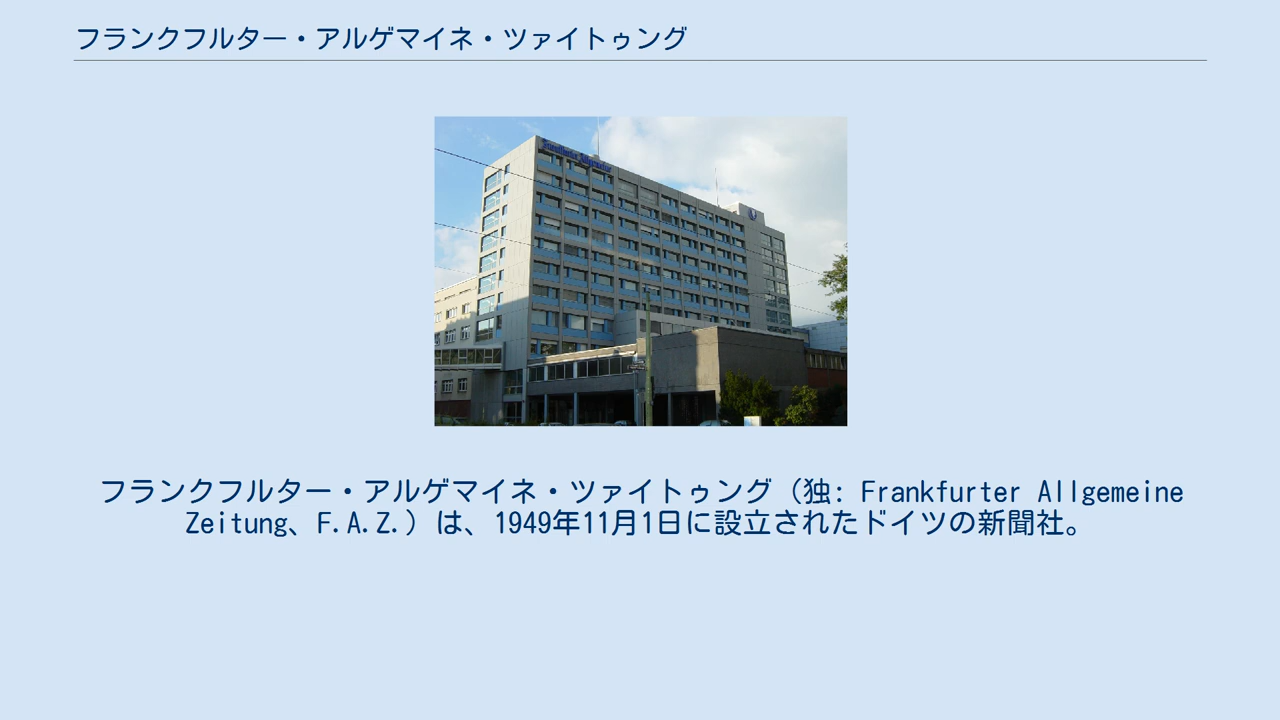 フランクフルター・アルゲマイネ・ツァイトゥング
フランクフルター・アルゲマイネ・ツァイトゥング（独: Frankfurter Allgemeine
Zeitung、F.A.Z.）は、1949年11月1日に設立されたドイツの新聞社。